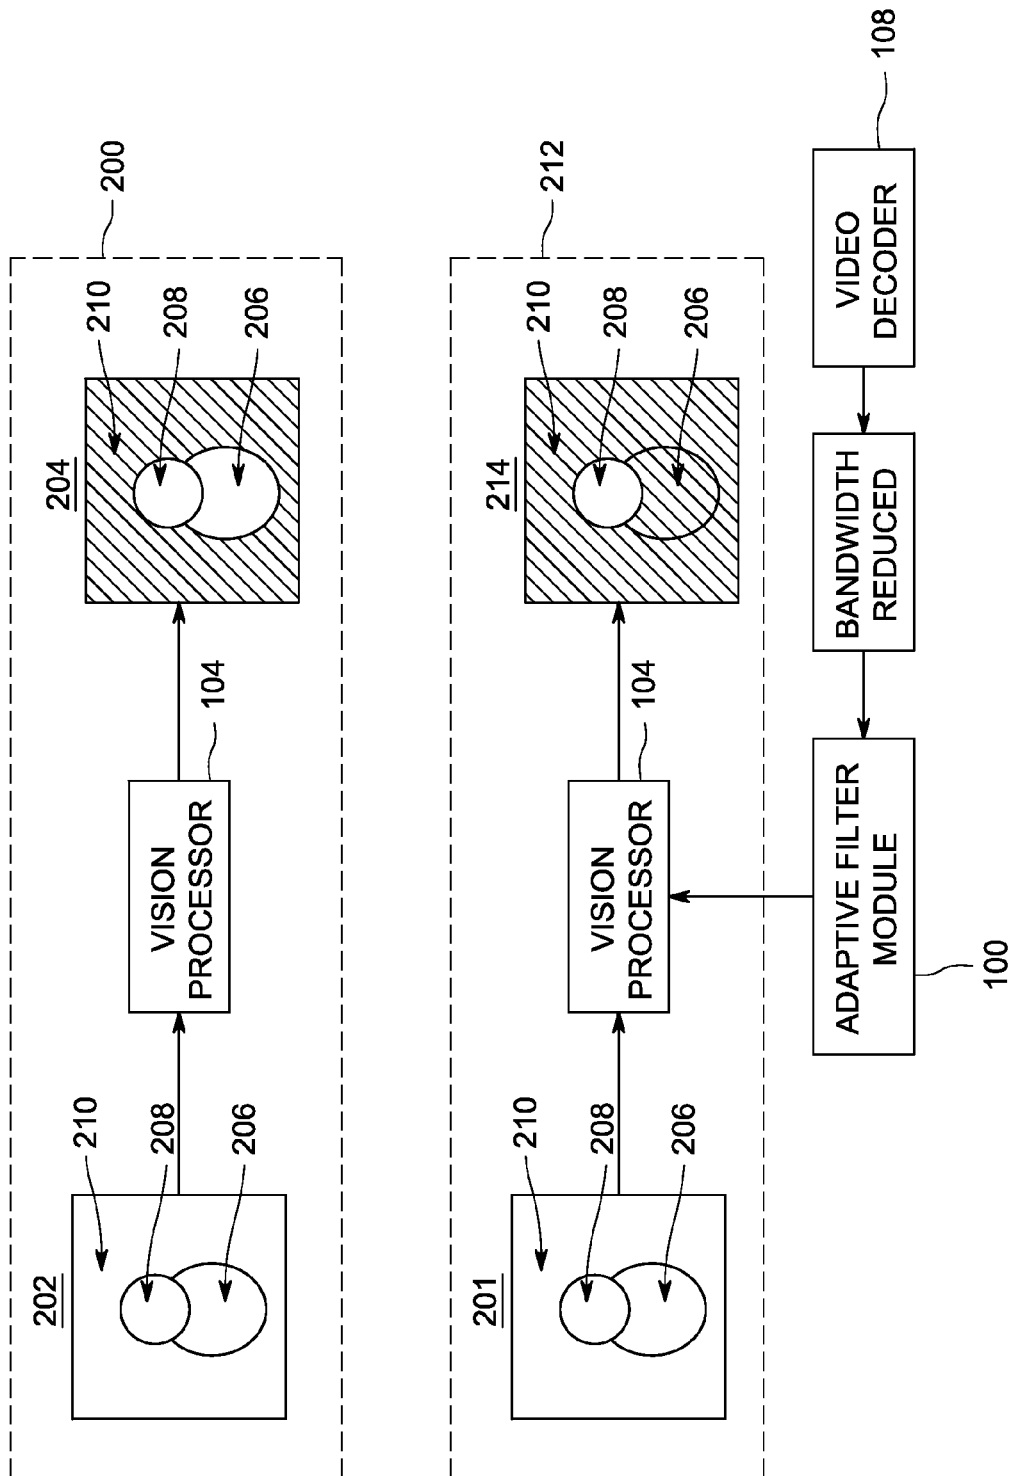 200
202
210
208
206
VISION
PROCESSOR
104
204
210
208
206
212
201
210
208
206
VISION
PROCESSOR
104
214
210
208
206
ADAPTIVE FILTER
MODULE
100
BANDWIDTH
REDUCED
VIDEO
DECODER
108